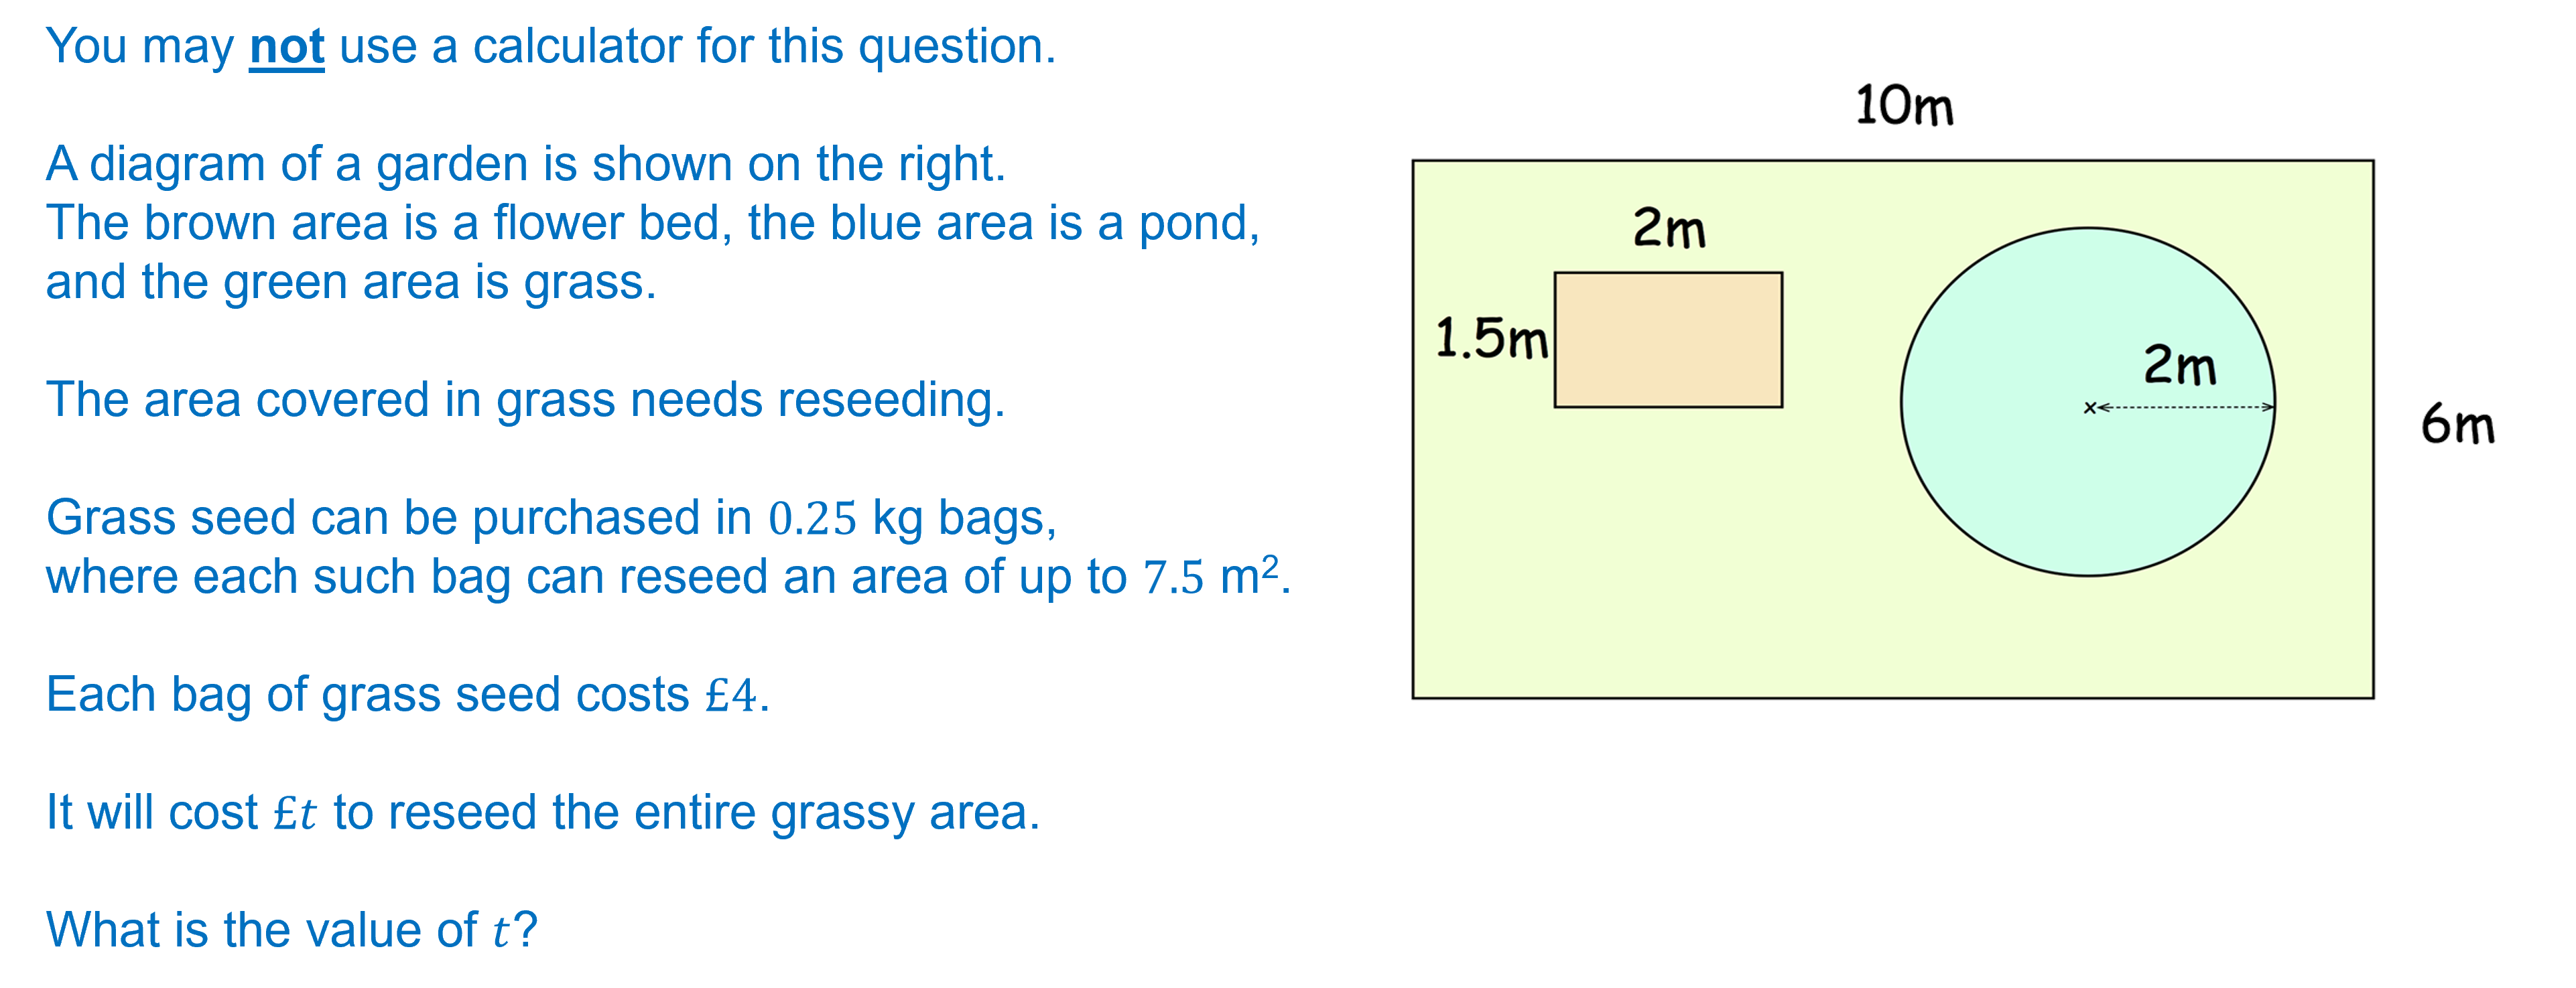 You may not use a calculator for this question.
A diagram of a garden is shown on the right.
The brown area is a flower bed, the blue area is a pond,
and the green area is grass.
The area covered in grass needs reseeding.
Grass seed can be purchased in 0.25 kg bags,
where each such bag can reseed an area of up to 7.5 m².
Each bag of grass seed costs £4.
It will cost £t to reseed the entire grassy area.
What is the value of t?
10m
2m
1.5m
2m
6m